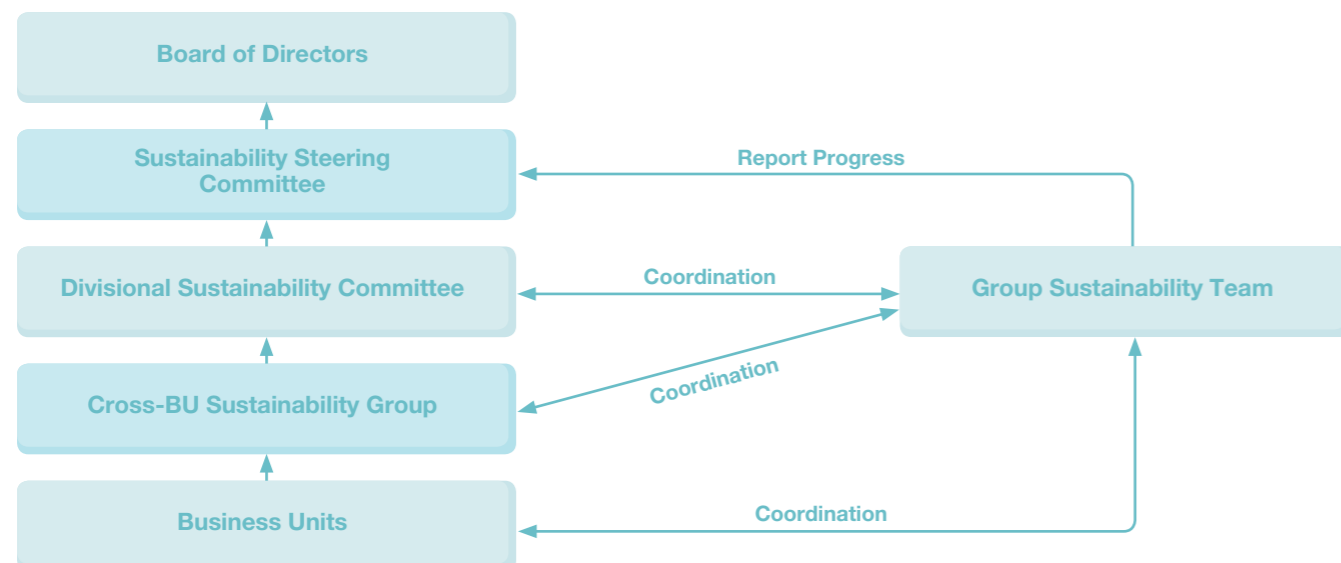 Board of Directors
Sustainability Steering
Committee
Report Progress
Divisional Sustainability Committee
Coordination
Group Sustainability Team
Cross-BU Sustainability Group
Coordination
Business Units
Coordination